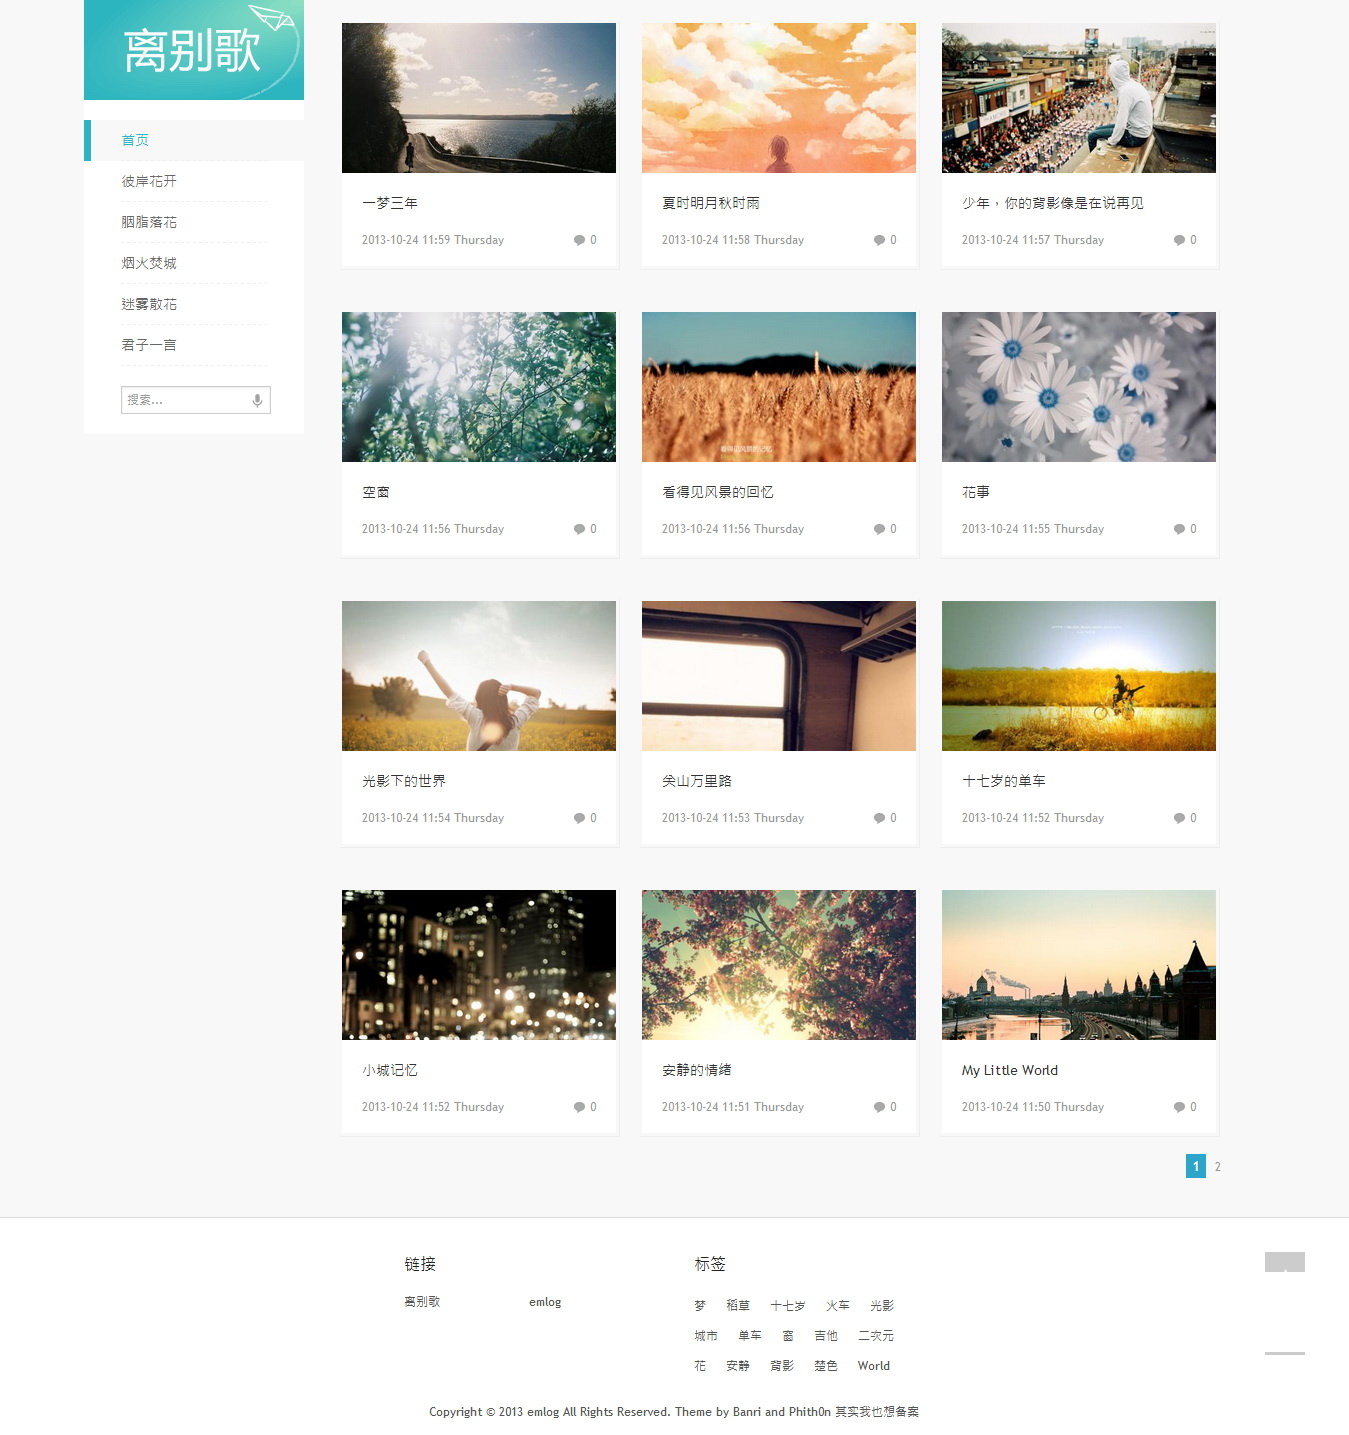 离别歌
首页
彼岸花开
胭脂落花
烟火焚城
迷雾散花
君子一言
搜索...
一梦三年
2013-10-24 11:59 Thursday
0
夏时明月秋时雨
2013-10-24 11:58 Thursday
0
少年，你的背影像是在说再见
2013-10-24 11:57 Thursday
0
空窗
2013-10-24 11:56 Thursday
0
看得见风景的回忆
2013-10-24 11:56 Thursday
0
花事
2013-10-24 11:55 Thursday
0
光影下的世界
2013-10-24 11:54 Thursday
0
关山万里路
2013-10-24 11:53 Thursday
0
十七岁的单车
2013-10-24 11:52 Thursday
0
小城记忆
2013-10-24 11:52 Thursday
0
安静的情绪
2013-10-24 11:51 Thursday
0
My Little World
2013-10-24 11:50 Thursday
0
1 2
链接
离别歌 emlog
标签
梦 稻草 十七岁 火车 光影
城市 单车 窗 吉他 二次元
花 安静 背影 楚色 World
Copyright © 2013 emlog All Rights Reserved. Theme by Banri and Phith0n 其实我也想备案